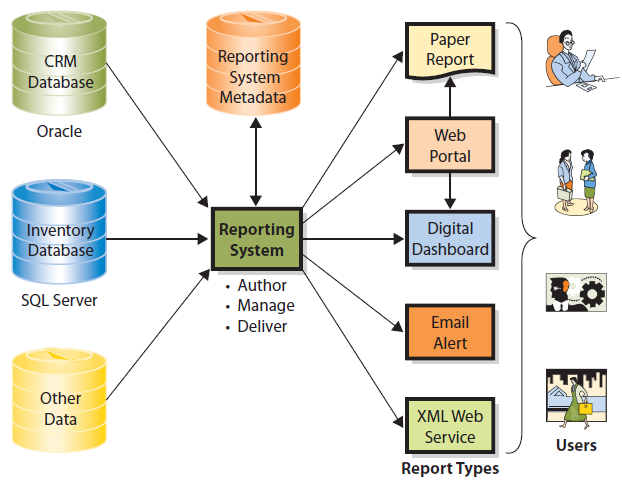 CRM
Database
Oracle
Inventory
Database
SQL Server
Other
Data
Reporting
System
Metadata
Reporting
System
• Author
• Manage
• Deliver
Paper
Report
Web
Portal
Digital
Dashboard
Email
Alert
XML Web
Service
Report Types
Users